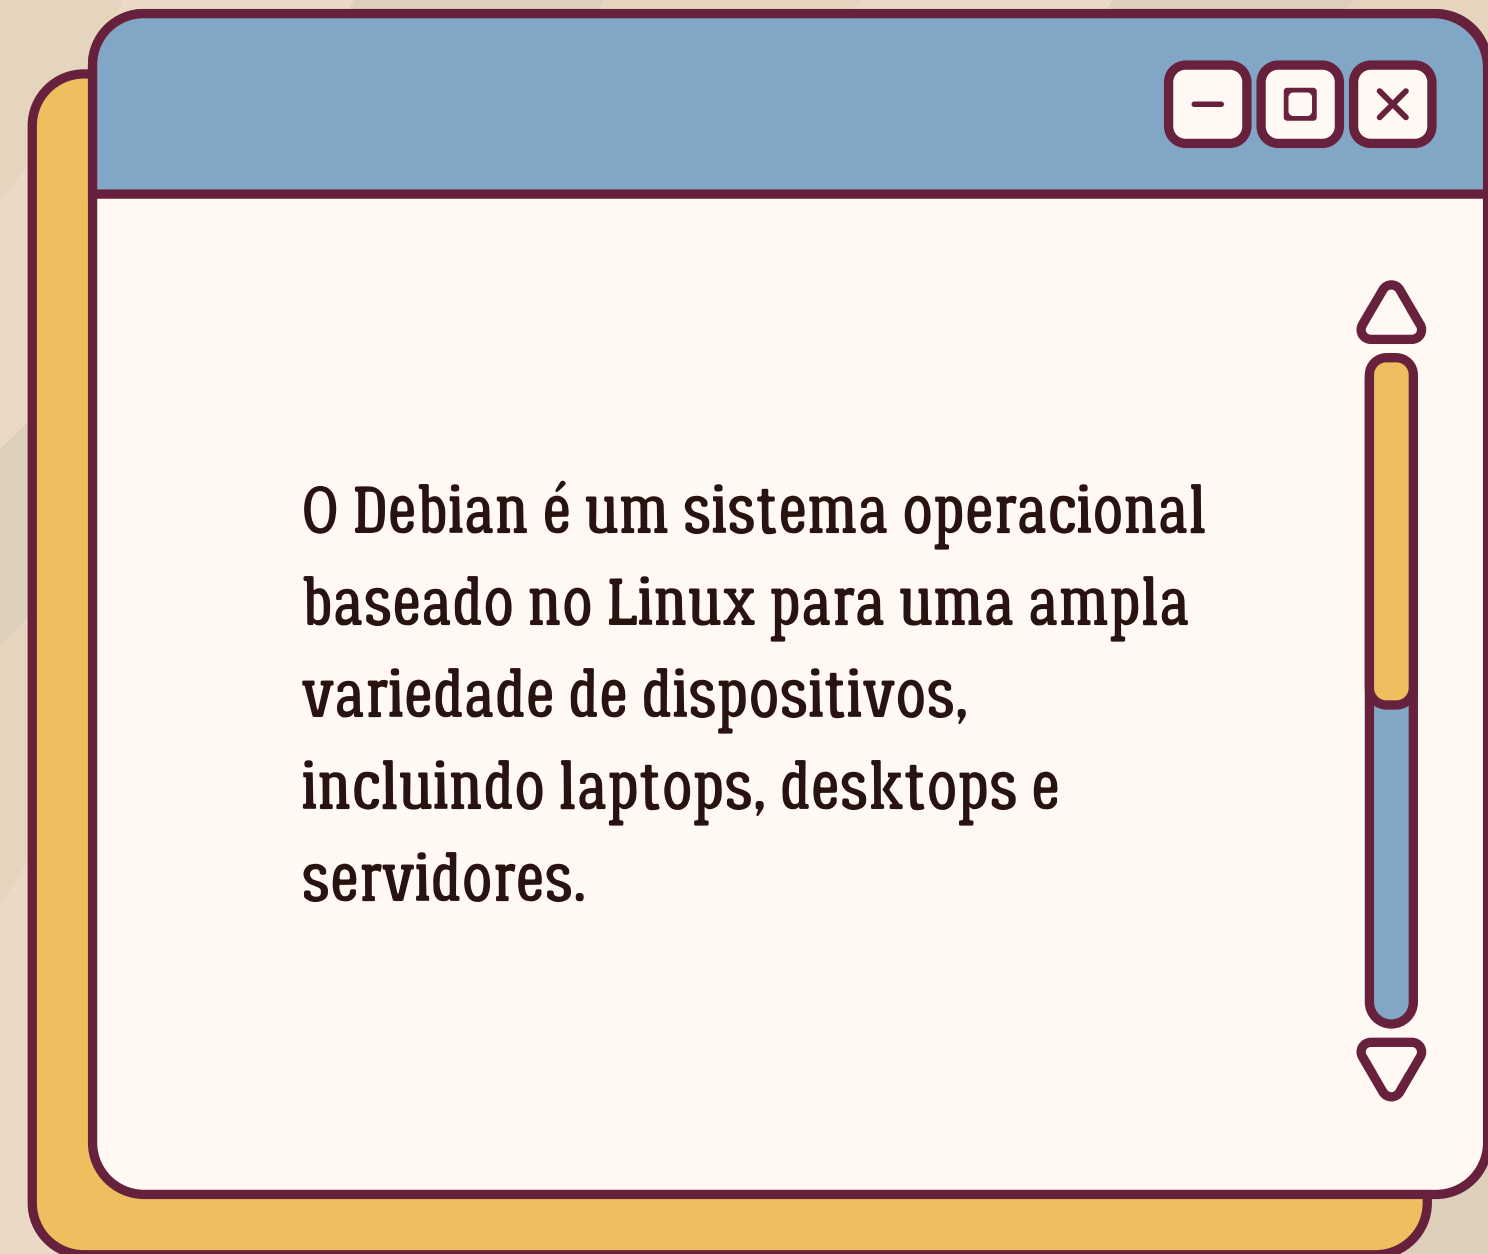 O Debian é um sistema operacional
baseado no Linux para uma ampla
variedade de dispositivos,
incluindo laptops, desktops e
servidores.